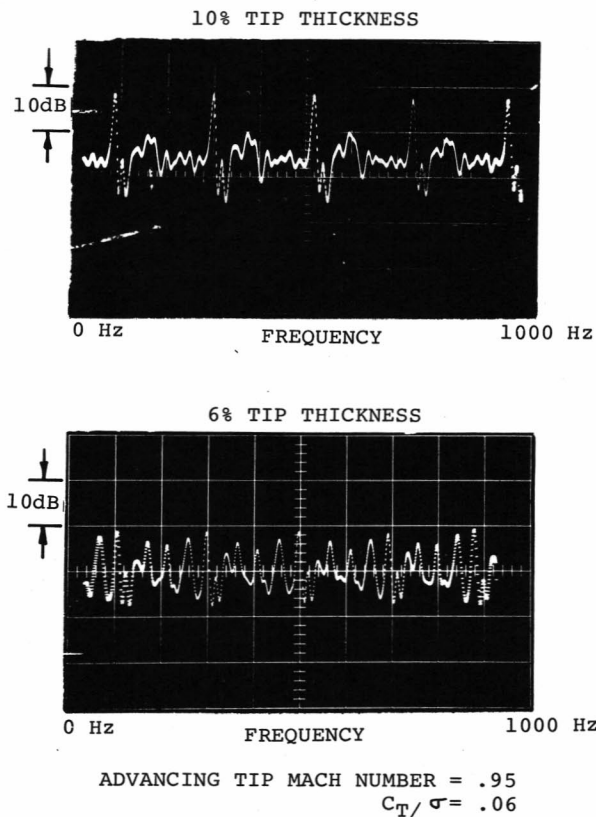 10% TIP THICKNESS
10dB
0 Hz
FREQUENCY
1000 Hz
6% TIP THICKNESS
10dB
0 Hz
FREQUENCY
1000 Hz
ADVANCING TIP MACH NUMBER = .95
CT/ σ= .06